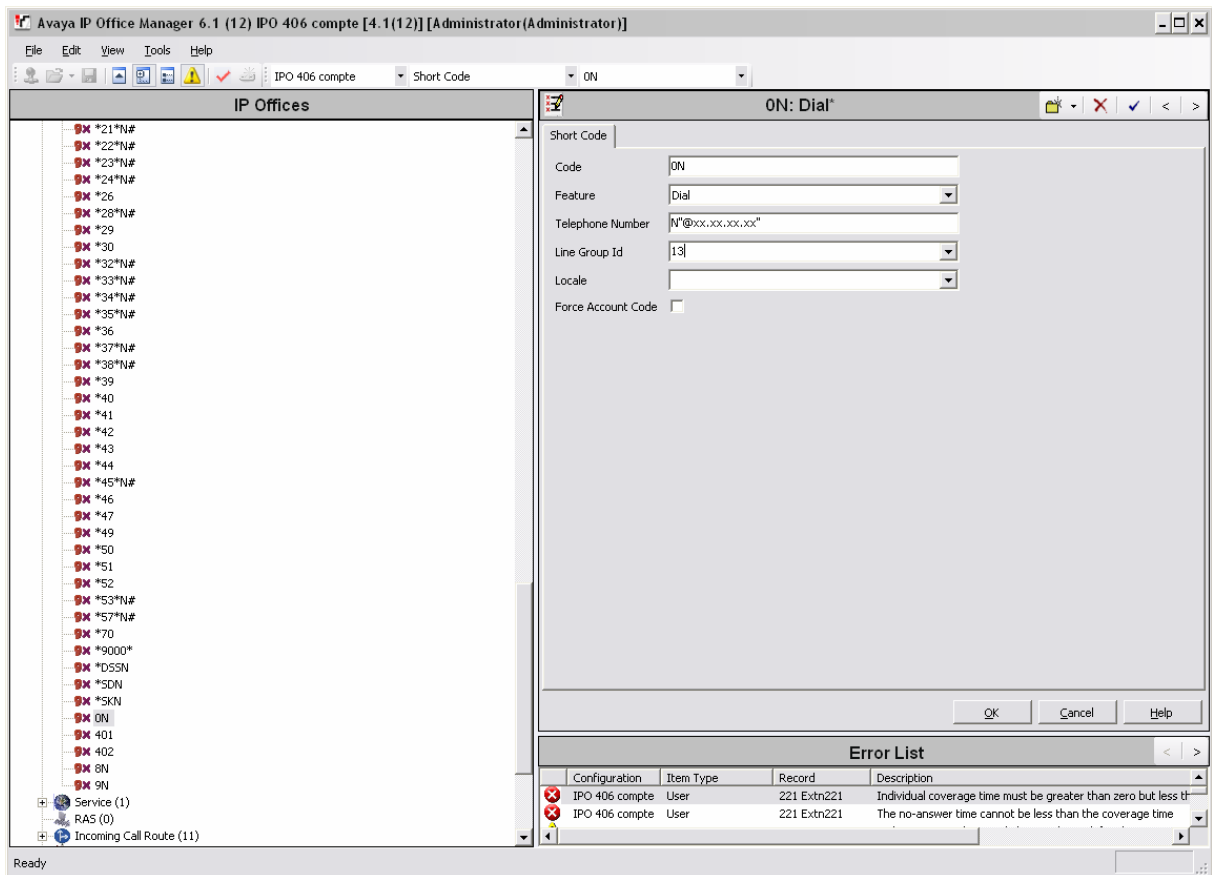 Avaya IP Office Manager 6.1 (12) IPO 406 compte [4.1(12)] [Administrator(Administrator)]
File Edit View Tools Help
IPO 406 compte Short Code 0N
IP Offices
*21*N#
*22*N#
*23*N#
*24*N#
*26
*28*N#
*29
*30
*32*N#
*33*N#
*34*N#
*35*N#
*36
*37*N#
*38*N#
*39
*40
*41
*42
*43
*44
*45*N#
*46
*47
*49
*50
*51
*52
*53*N#
*57*N#
*70
*9000*
*DSSN
*SDN
*SKN
0N
401
402
8N
9N
Service (1)
RAS (0)
Incoming Call Route (11)
0N: Dial*
Short Code
Code 0N
Feature Dial
Telephone Number N"@xx.xx.xx.xx"
Line Group Id 13
Locale
Force Account Code
OK Cancel Help
Error List
Configuration Item Type Record Description
IPO 406 compte User 221 Extn221 Individual coverage time must be greater than zero but less th
IPO 406 compte User 221 Extn221 The no-answer time cannot be less than the coverage time
Ready